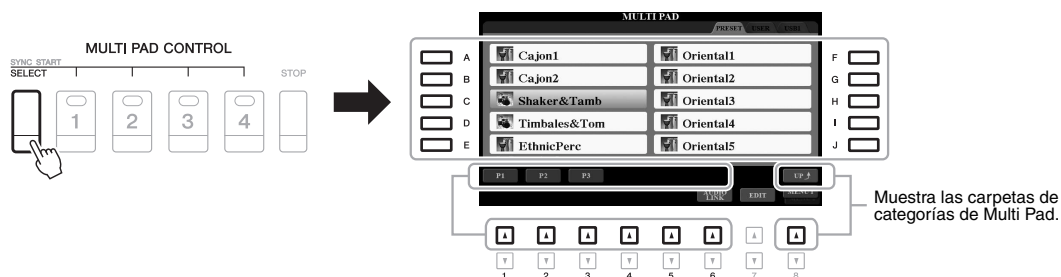 MULTI PAD CONTROL
SYNC START
SELECT
STOP
1 2 3 4
MULTI PAD
PRESET USER USB1
A Cajon1 Oriental1 F
B Cajon2 Oriental2 G
C Shaker&Tamb Oriental3 H
D Timbales&Tom Oriental4 I
E EthnicPerc Oriental5 J
P1 P2 P3 UP
AUDIO LINK EDIT MENU1
Muestra las carpetas de
categorías de Multi Pad.
1 2 3 4 5 6 7 8